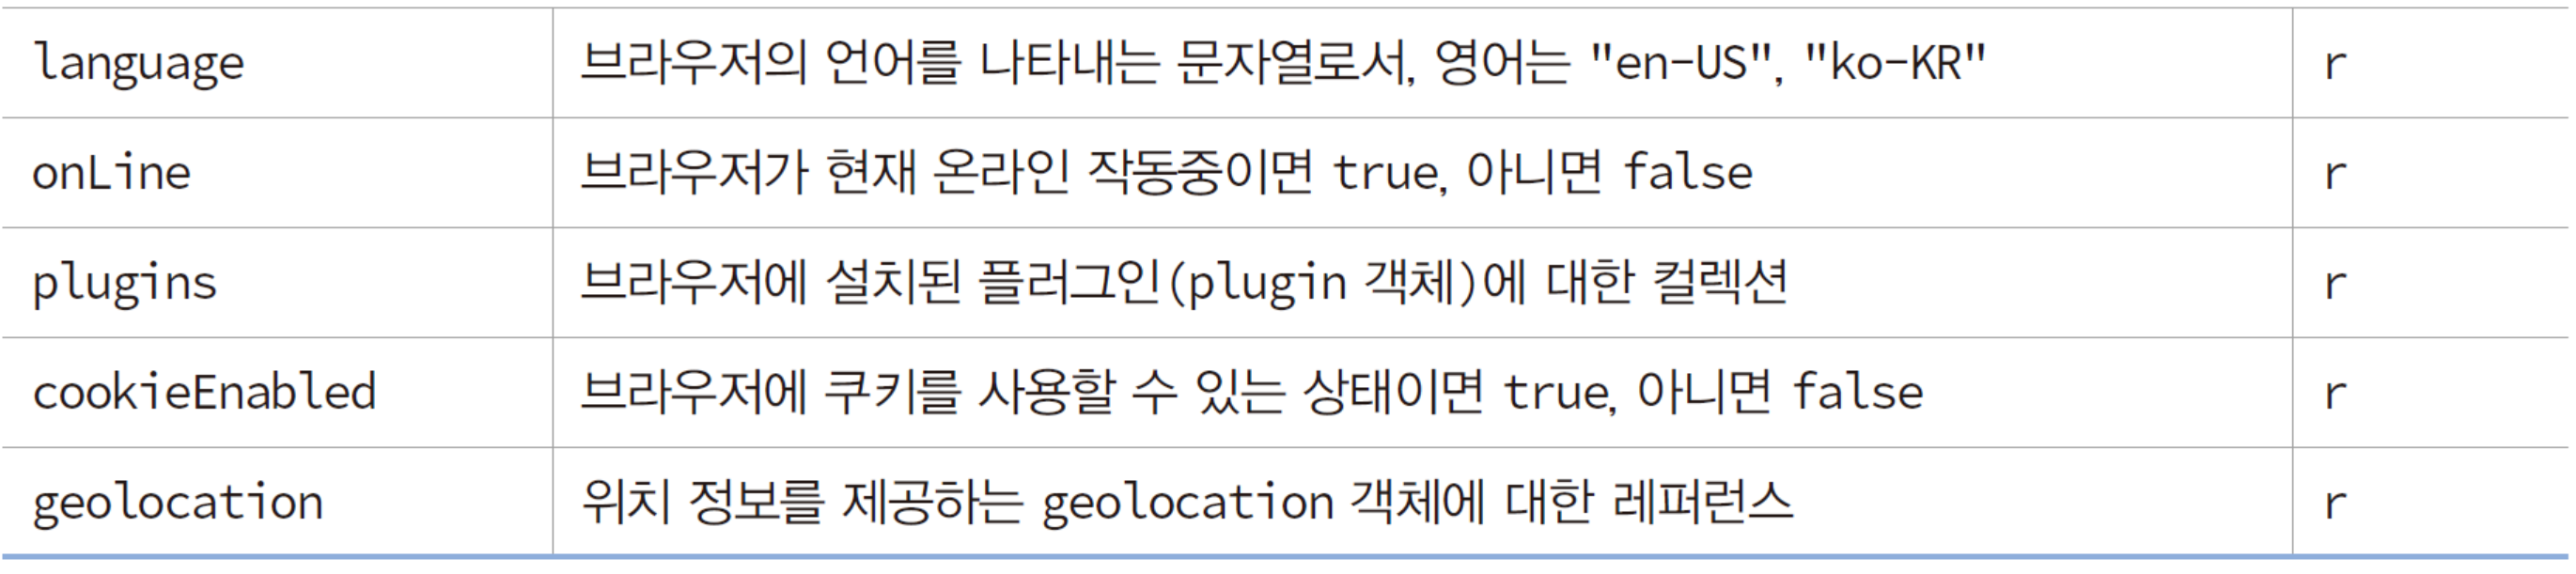 language 브라우저의 언어를 나타내는 문자열로서, 영어는 "en-US", "ko-KR" r
onLine 브라우저가 현재 온라인 작동중이면 true, 아니면 false r
plugins 브라우저에 설치된 플러그인(plugin 객체)에 대한 컬렉션 r
cookieEnabled 브라우저에 쿠키를 사용할 수 있는 상태이면 true, 아니면 false r
geolocation 위치 정보를 제공하는 geolocation 객체에 대한 레퍼런스 r